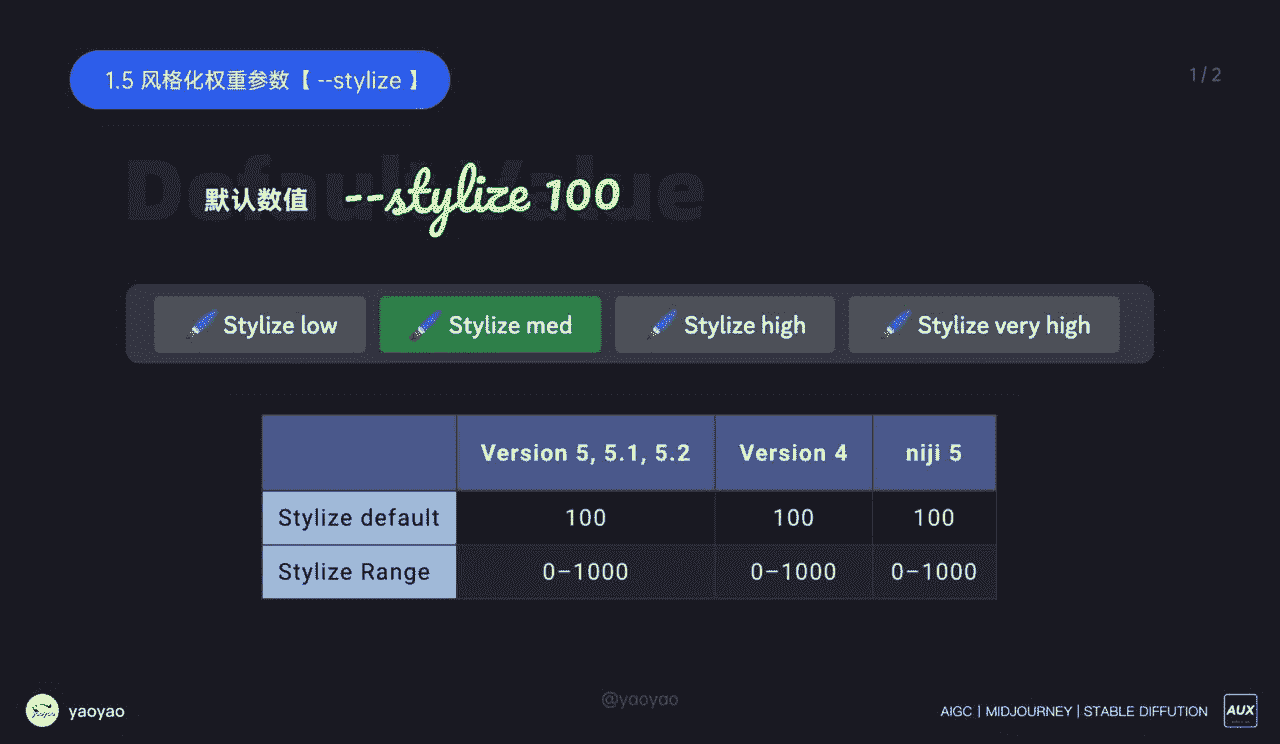 1.5 风格化权重参数【 --stylize 】
1/2
Default Value
默认数值 --stylize 100
Stylize low Stylize med Stylize high Stylize very high
Version 5, 5.1, 5.2 Version 4 niji 5
Stylize default 100 100 100
Stylize Range 0–1000 0–1000 0–1000
@yaoyao
yaoyao
AIGC | MIDJOURNEY | STABLE DIFFUTION
AUX